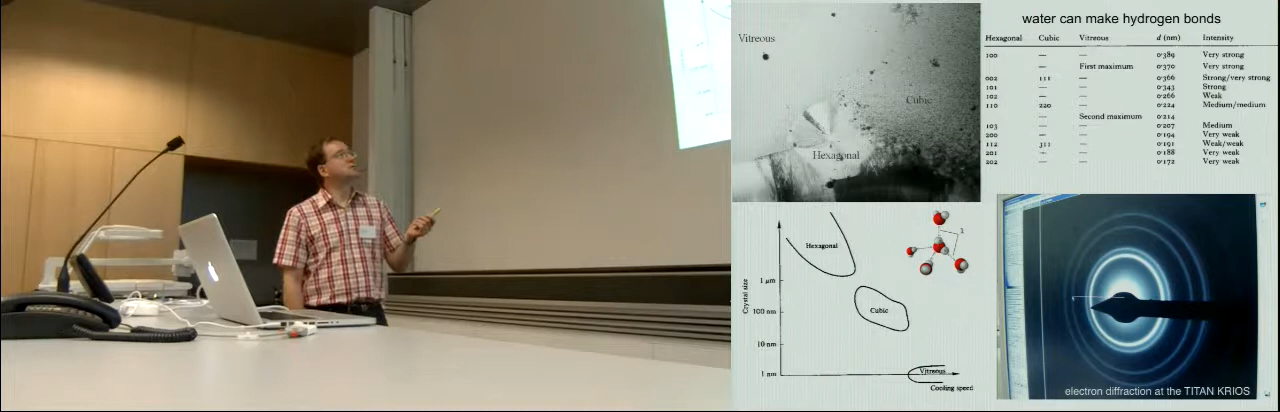 water can make hydrogen bonds
Vitreous
Cubic
Hexagonal
Hexagonal Cubic Vitreous d (nm) Intensity
100 — — 0·389 Very strong
— First maximum 0·370 Very strong
002 111 — 0·366 Strong/very strong
101 — — 0·343 Strong
102 — — 0·266 Weak
110 220 — 0·224 Medium/medium
— Second maximum 0·214
103 — — 0·207 Medium
200 — — 0·194 Very weak
112 311 — 0·191 Weak/weak
201 — — 0·188 Very weak
202 — — 0·172 Very weak
Crystal size
Hexagonal
1 µm
Cubic
100 nm
10 nm
1 nm
Vitreous
Cooling speed
electron diffraction at the TITAN KRIOS